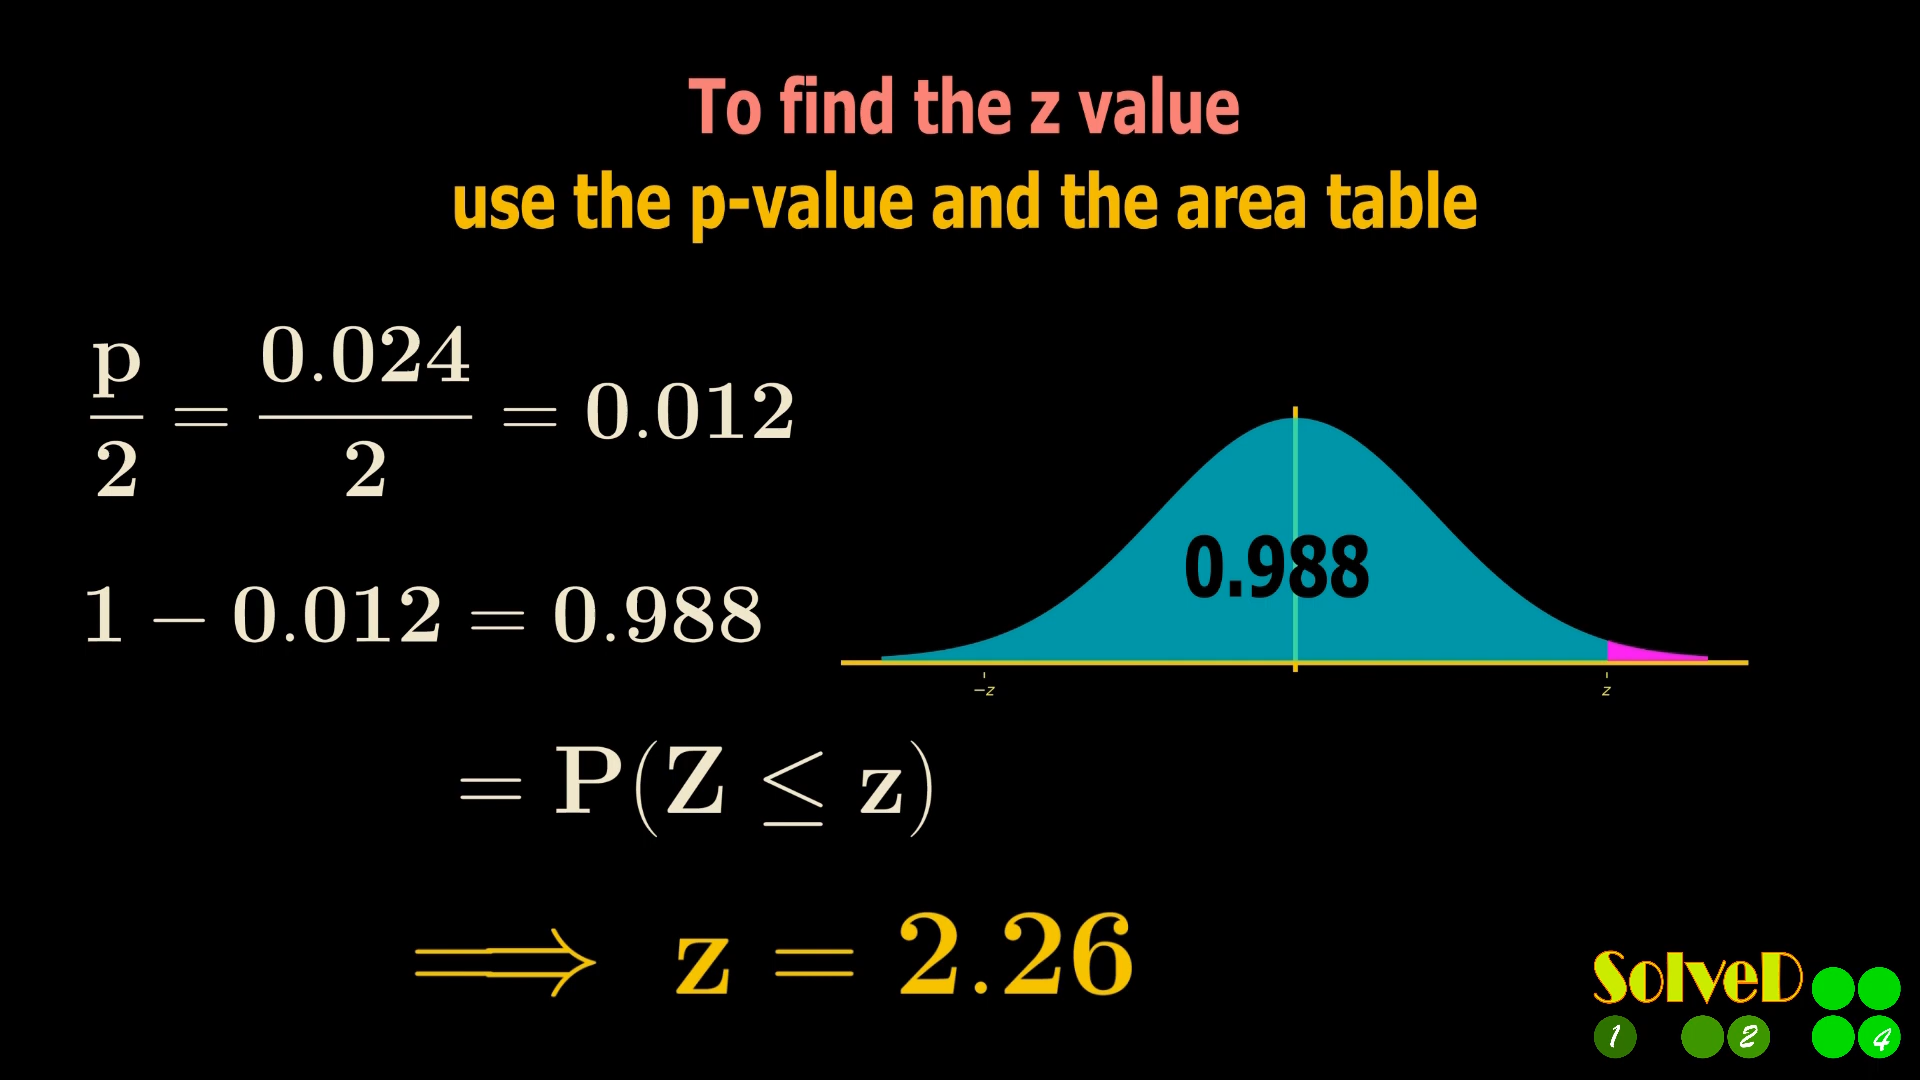 To find the z value
use the p-value and the area table
p/2 = 0.024/2 = 0.012
1 − 0.012 = 0.988
0.988
−z
z
= P(Z ≤ z)
⟹ z = 2.26
SolveD
1 2 4